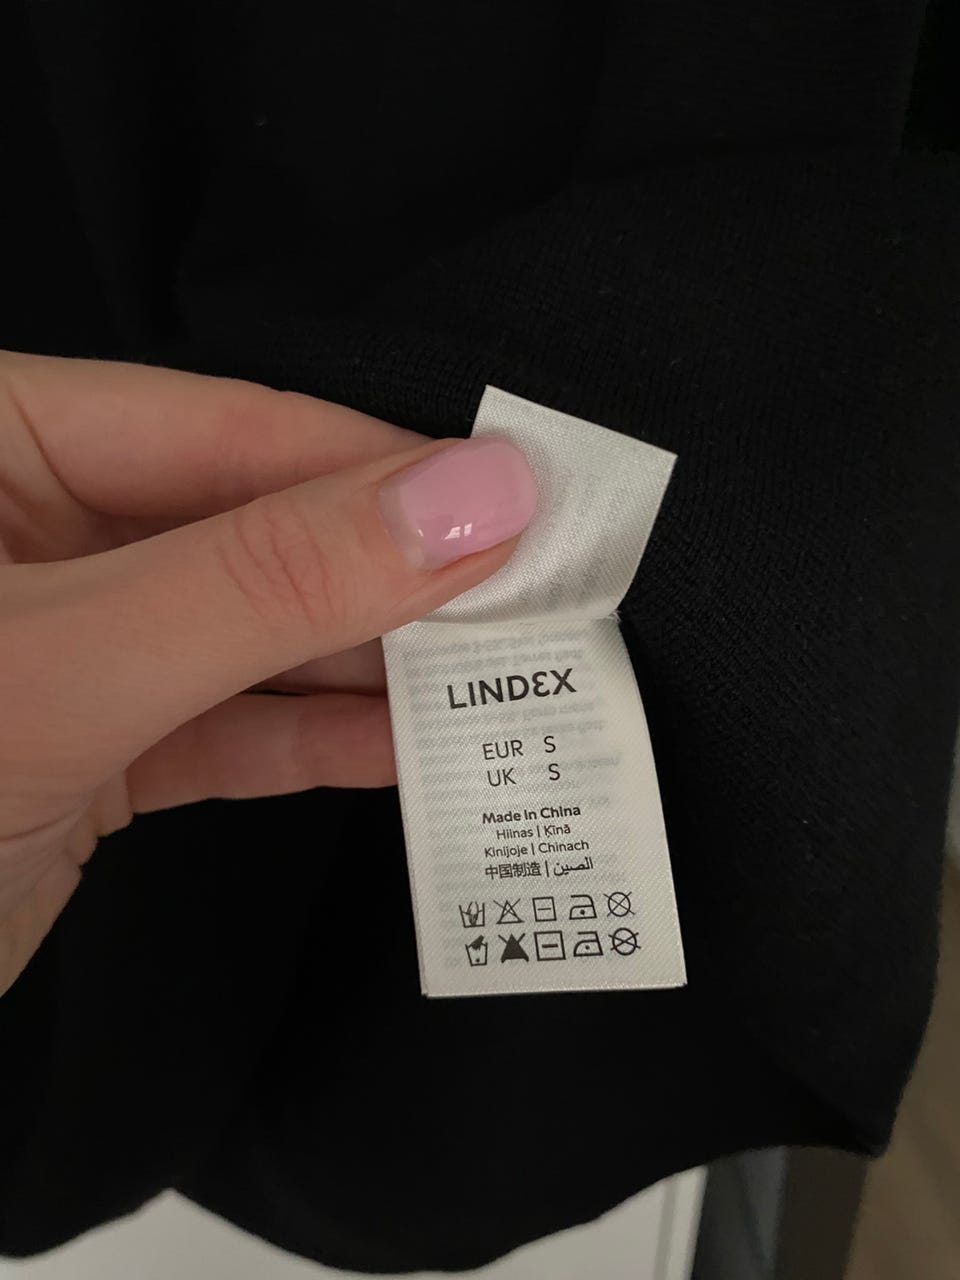 LINDEX
EUR S
UK S
Made in China
Hiinas | Ķīnā
Kinijoje | Chinach
中国制造 | الصين